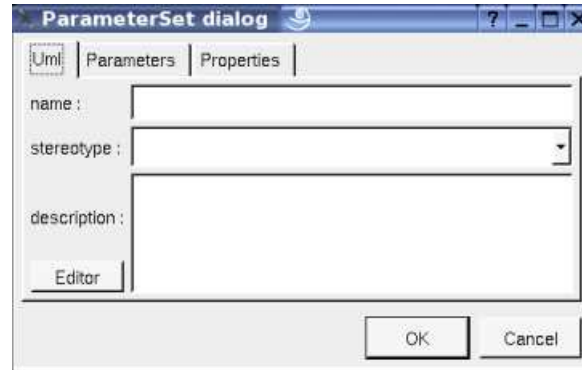 ParameterSet dialog ?
Uml Parameters Properties
name :
stereotype :
description :
Editor
OK Cancel